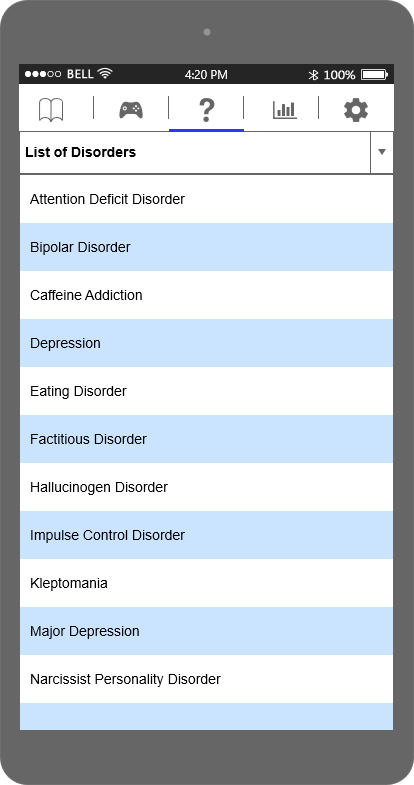 BELL 4:20 PM 100%
?
List of Disorders
Attention Deficit Disorder
Bipolar Disorder
Caffeine Addiction
Depression
Eating Disorder
Factitious Disorder
Hallucinogen Disorder
Impulse Control Disorder
Kleptomania
Major Depression
Narcissist Personality Disorder